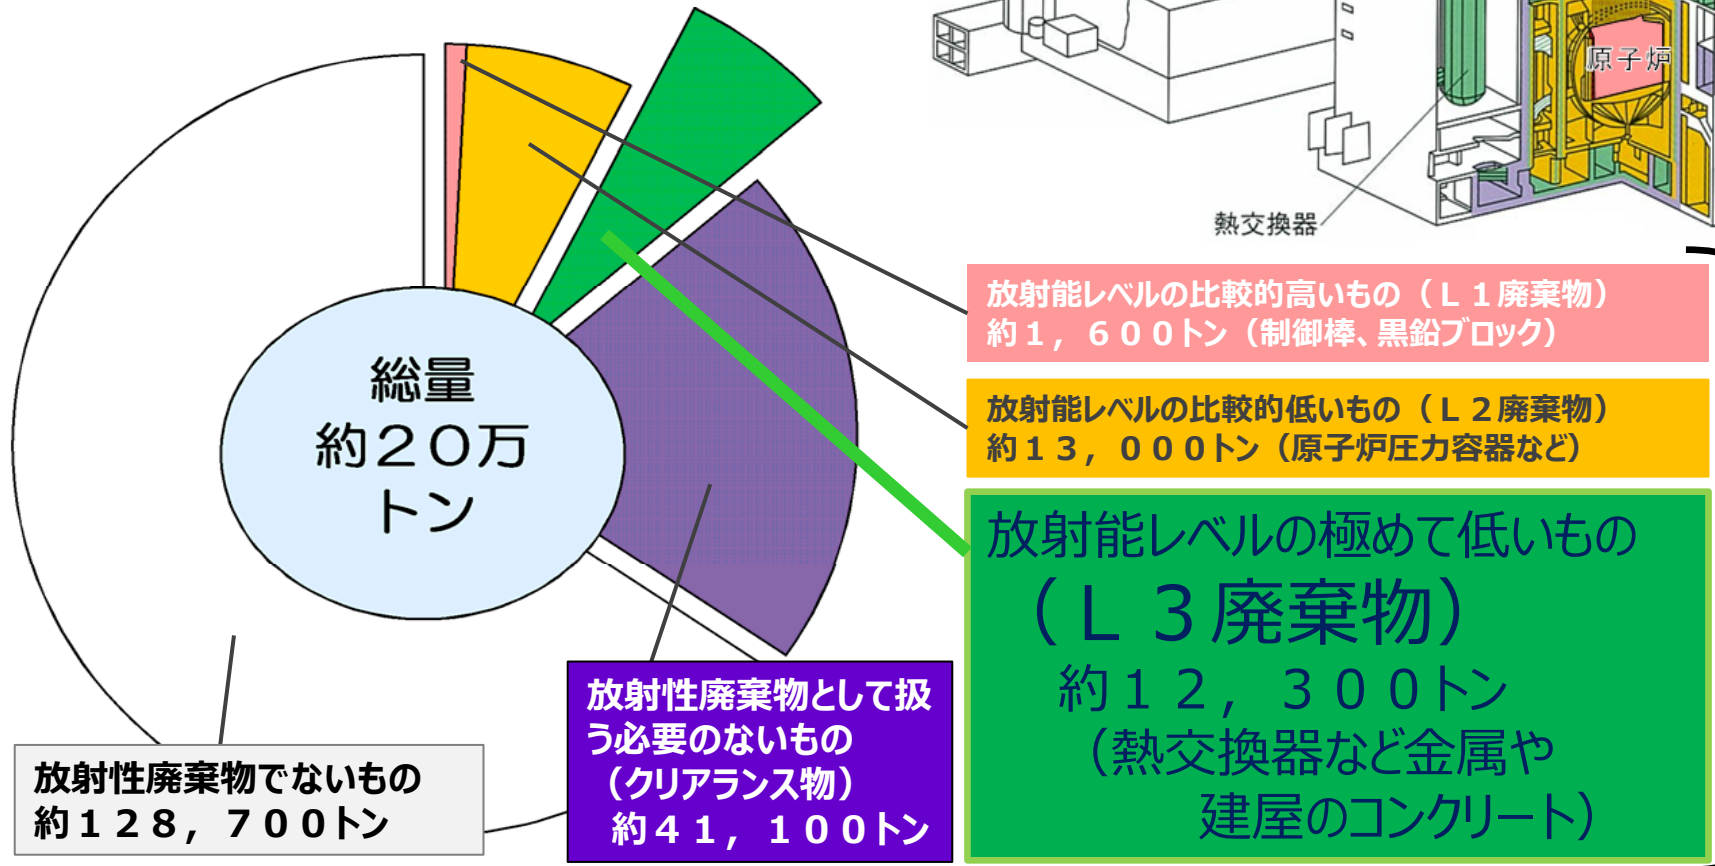 原子炉
熱交換器
総量
約20万
トン
放射能レベルの比較的高いもの（L1廃棄物）
約1,600トン（制御棒、黒鉛ブロック）
放射能レベルの比較的低いもの（L2廃棄物）
約13,000トン（原子炉圧力容器など）
放射能レベルの極めて低いもの
（L3廃棄物）
約12,300トン
（熱交換器など金属や
建屋のコンクリート）
放射性廃棄物として扱
う必要のないもの
（クリアランス物）
約41,100トン
放射性廃棄物でないもの
約128,700トン